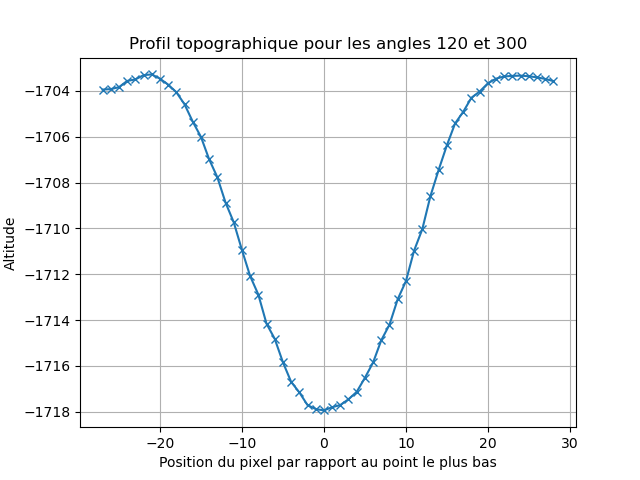 Profil topographique pour les angles 120 et 300
−1704
−1706
−1708
−1710
−1712
−1714
−1716
−1718
Altitude
−20 −10 0 10 20 30
Position du pixel par rapport au point le plus bas